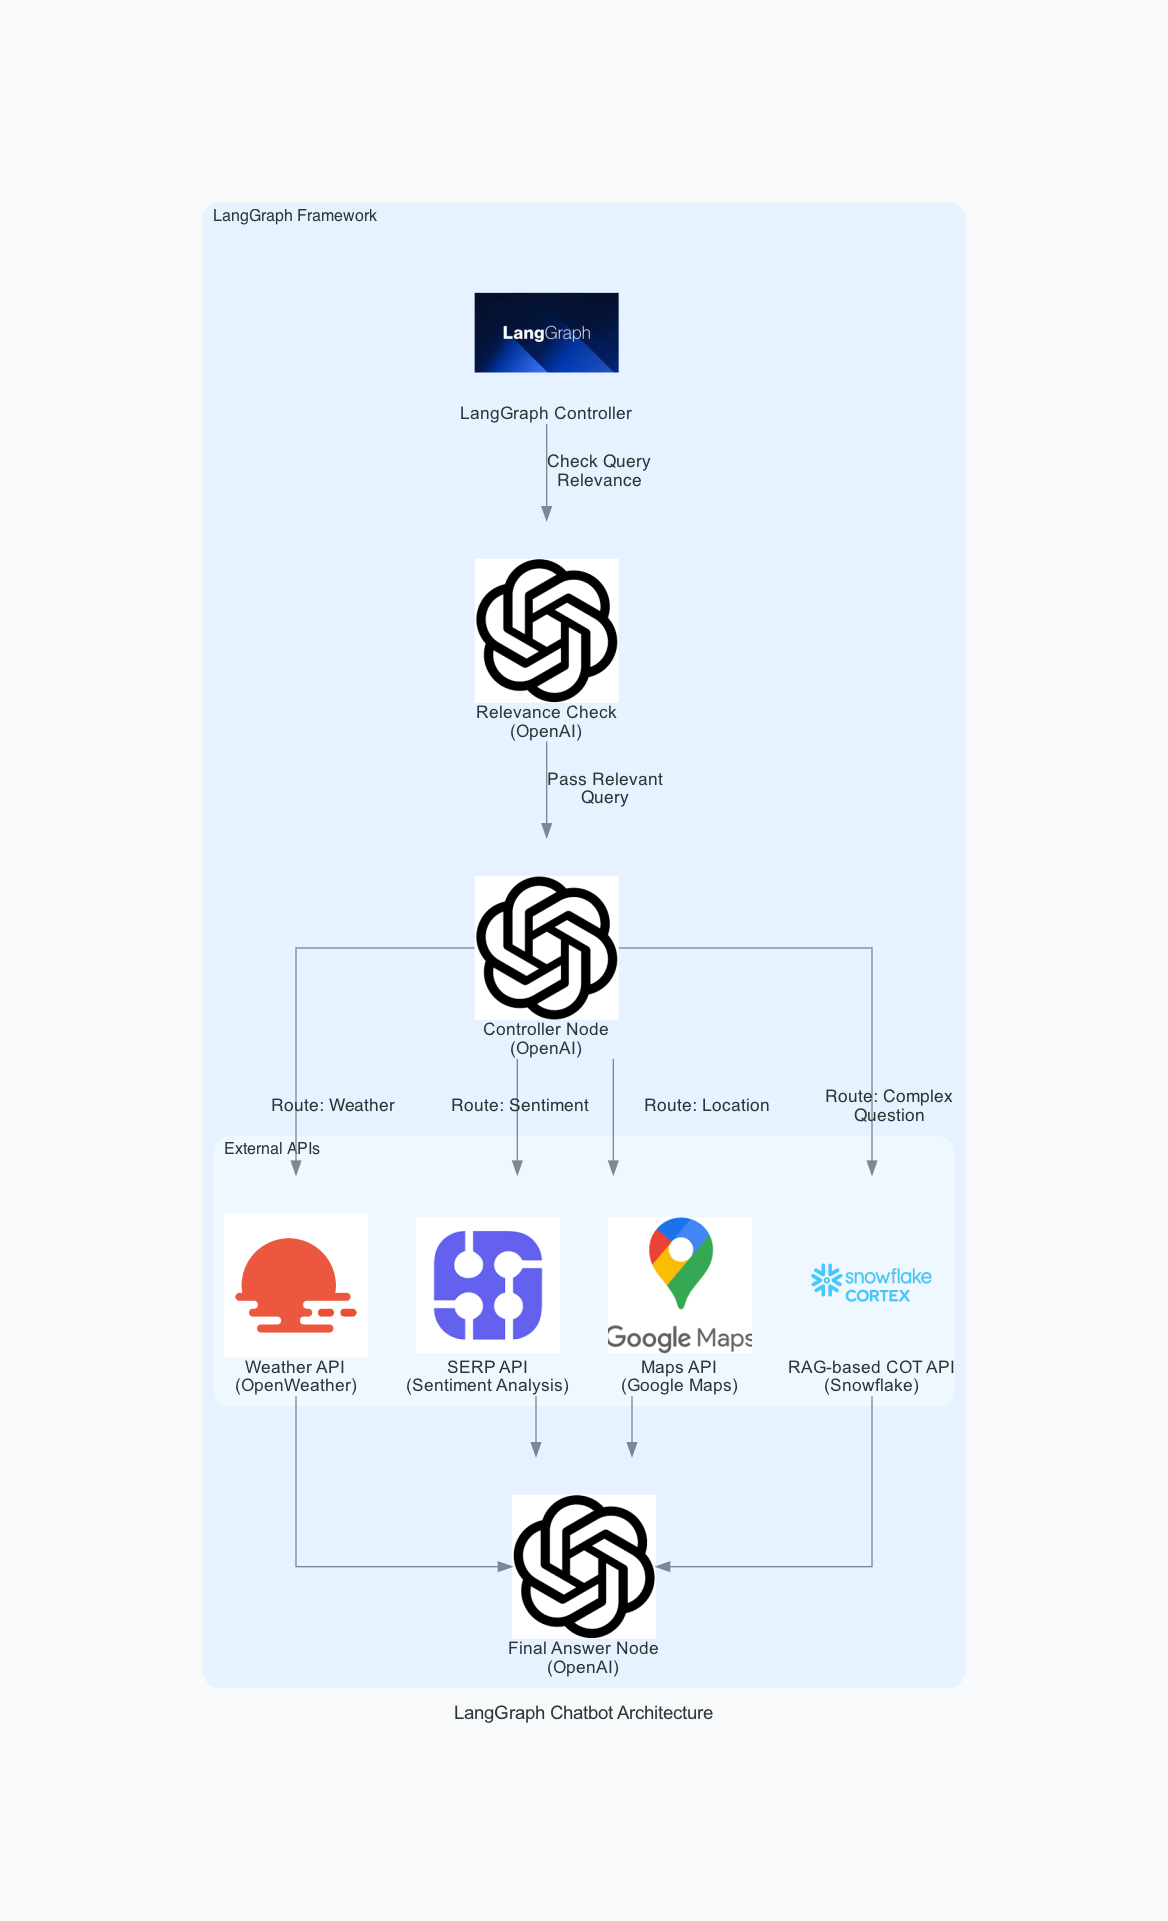 LangGraph Framework
LangGraph
LangGraph Controller
Check Query
Relevance
Relevance Check
(OpenAI)
Pass Relevant
Query
Controller Node
(OpenAI)
Route: Weather
Route: Sentiment
Route: Location
Route: Complex
Question
External APIs
Google Maps
snowflake
CORTEX
Weather API
(OpenWeather)
SERP API
(Sentiment Analysis)
Maps API
(Google Maps)
RAG-based COT API
(Snowflake)
Final Answer Node
(OpenAI)
LangGraph Chatbot Architecture